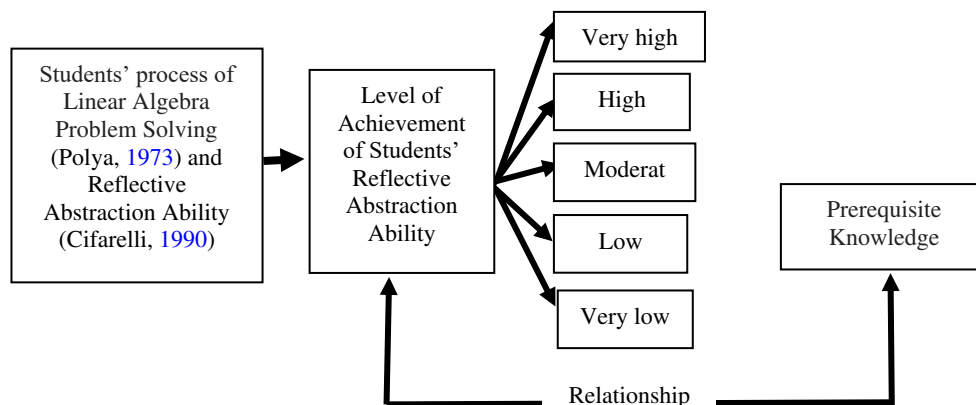 Students’ process of
Linear Algebra
Problem Solving
(Polya, 1973) and
Reflective
Abstraction Ability
(Cifarelli, 1990)
Level of
Achievement
of Students’
Reflective
Abstraction
Ability
Very high
High
Moderat
Low
Very low
Prerequisite
Knowledge
Relationship